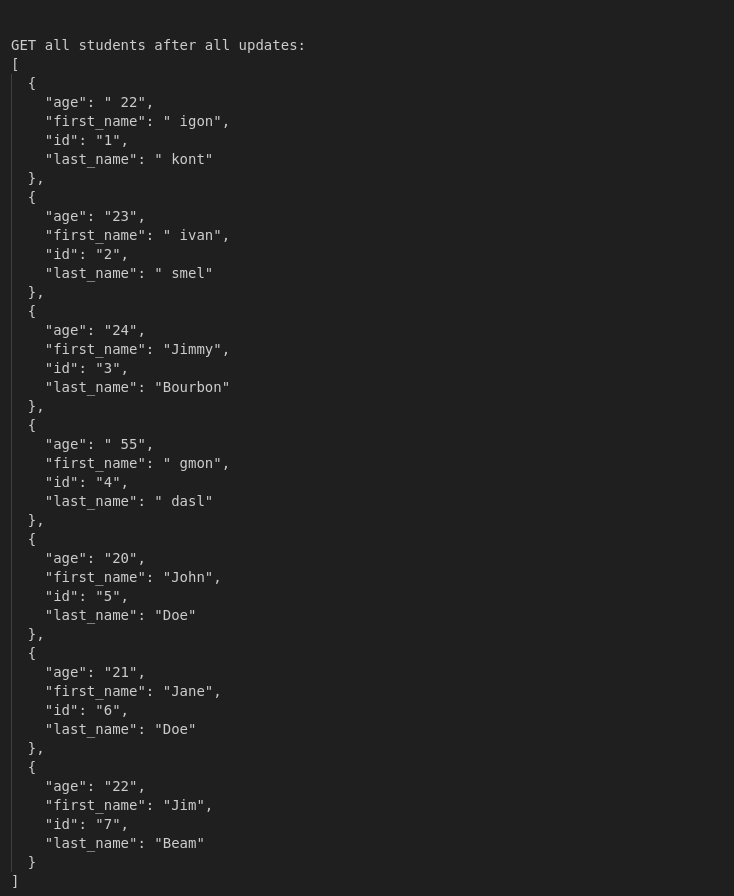 GET all students after all updates:
[
  {
    "age": " 22",
    "first_name": " igon",
    "id": "1",
    "last_name": " kont"
  },
  {
    "age": "23",
    "first_name": " ivan",
    "id": "2",
    "last_name": " smel"
  },
  {
    "age": "24",
    "first_name": "Jimmy",
    "id": "3",
    "last_name": "Bourbon"
  },
  {
    "age": " 55",
    "first_name": " gmon",
    "id": "4",
    "last_name": " dasl"
  },
  {
    "age": "20",
    "first_name": "John",
    "id": "5",
    "last_name": "Doe"
  },
  {
    "age": "21",
    "first_name": "Jane",
    "id": "6",
    "last_name": "Doe"
  },
  {
    "age": "22",
    "first_name": "Jim",
    "id": "7",
    "last_name": "Beam"
  }
]